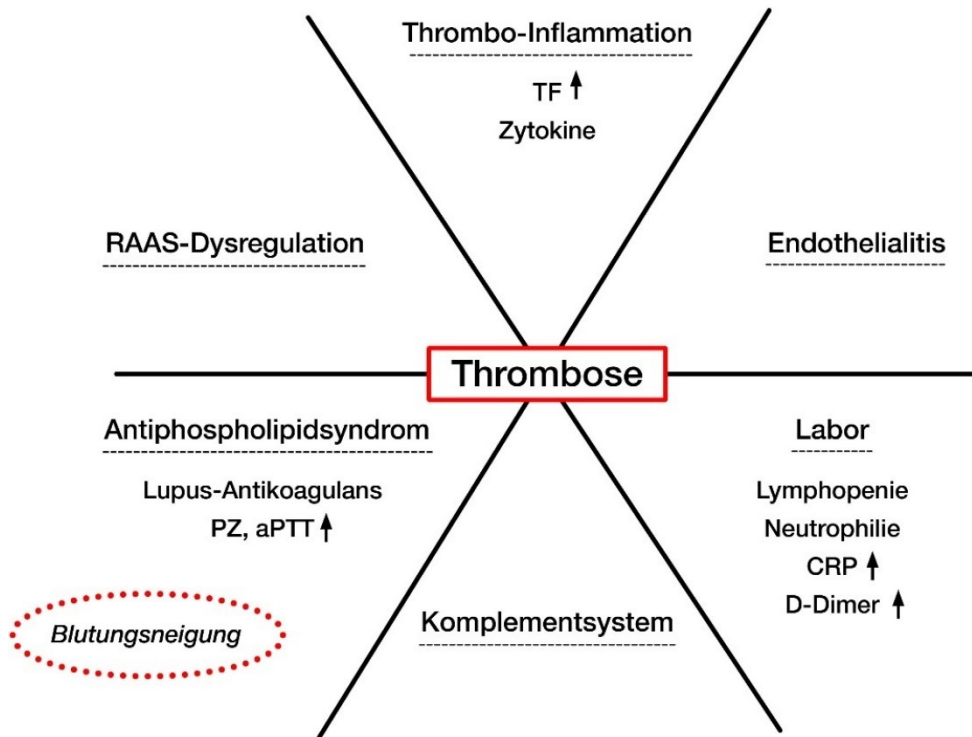 Thrombo-Inflammation
TF ↑
Zytokine
RAAS-Dysregulation
Endothelialitis
Thrombose
Antiphospholipidsyndrom
Lupus-Antikoagulans
PZ, aPTT ↑
Blutungsneigung
Komplementsystem
Labor
Lymphopenie
Neutrophilie
CRP ↑
D-Dimer ↑